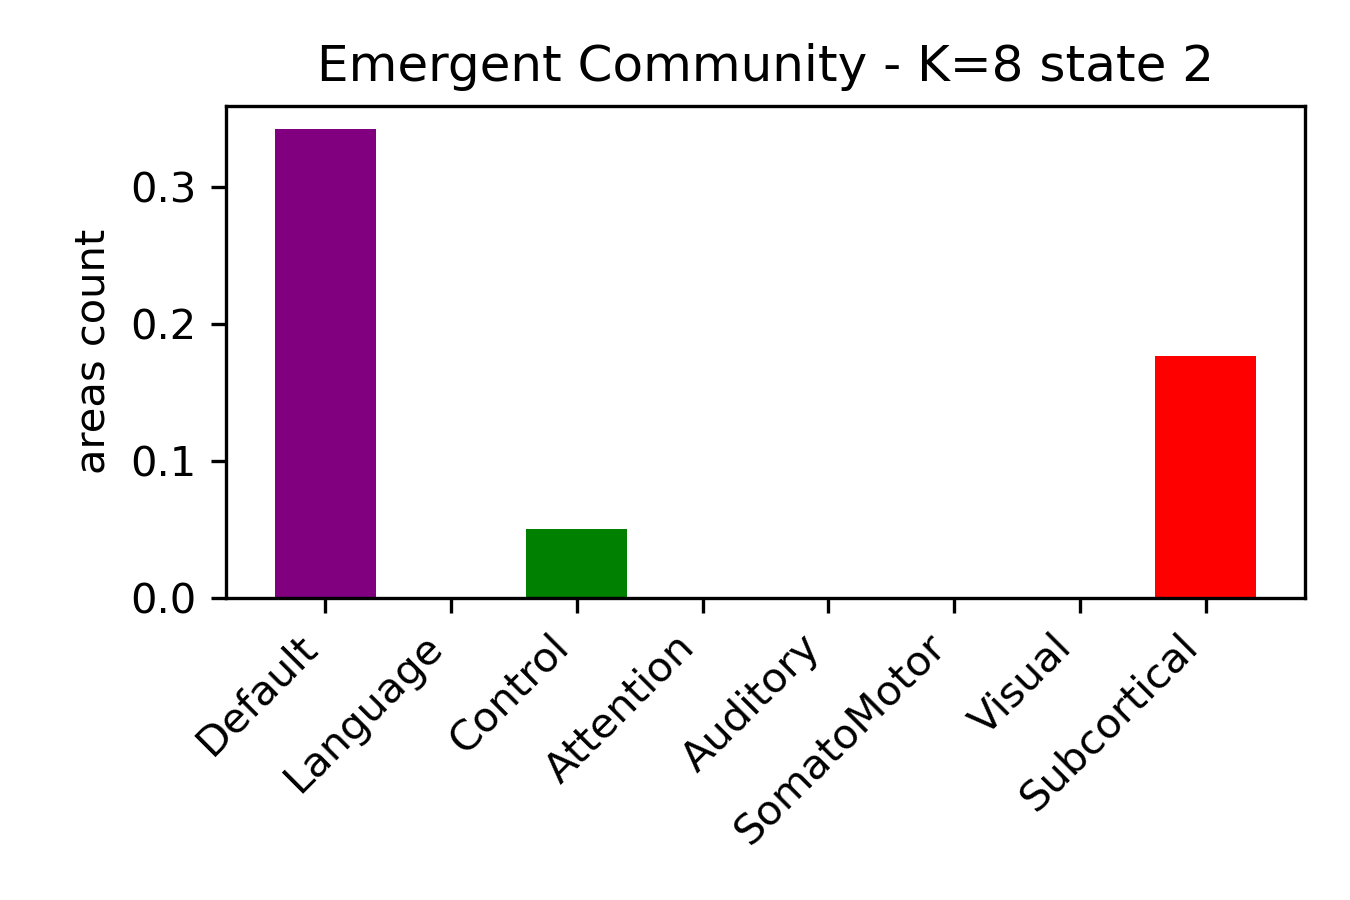 Emergent Community - K=8 state 2
areas count
0.3
0.2
0.1
0.0
Default
Language
Control
Attention
Auditory
SomatoMotor
Visual
Subcortical